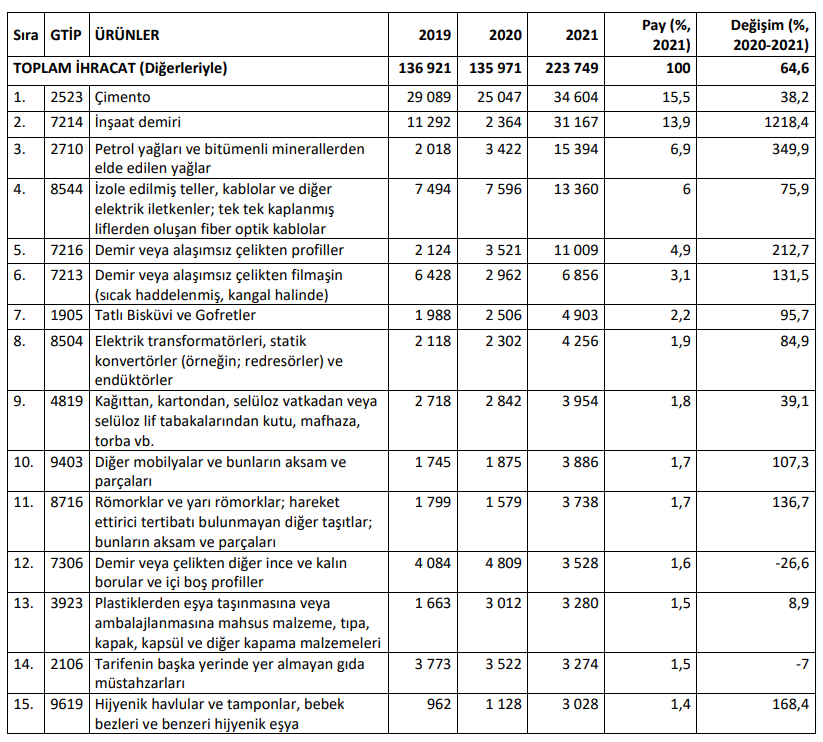 Sıra GTİP ÜRÜNLER 2019 2020 2021 Pay (%, 2021) Değişim (%, 2020-2021)
TOPLAM İHRACAT (Diğerleriyle) 136 921 135 971 223 749 100 64,6
1. 2523 Çimento 29 089 25 047 34 604 15,5 38,2
2. 7214 İnşaat demiri 11 292 2 364 31 167 13,9 1218,4
3. 2710 Petrol yağları ve bitümenli minerallerden 2 018 3 422 15 394 6,9 349,9
elde edilen yağlar
4. 8544 İzole edilmiş teller, kablolar ve diğer 7 494 7 596 13 360 6 75,9
elektrik iletkenler; tek tek kaplanmış
liflerden oluşan fiber optik kablolar
5. 7216 Demir veya alaşımsız çelikten profiller 2 124 3 521 11 009 4,9 212,7
6. 7213 Demir veya alaşımsız çelikten filmaşin 6 428 2 962 6 856 3,1 131,5
(sıcak haddelenmiş, kangal halinde)
7. 1905 Tatlı Bisküvi ve Gofretler 1 988 2 506 4 903 2,2 95,7
8. 8504 Elektrik transformatörleri, statik 2 118 2 302 4 256 1,9 84,9
konvertörler (örneğin; redresörler) ve
endüktörler
9. 4819 Kağıttan, kartondan, selüloz vatkadan veya 2 718 2 842 3 954 1,8 39,1
selüloz lif tabakalarından kutu, mafhaza,
torba vb.
10. 9403 Diğer mobilyalar ve bunların aksam ve 1 745 1 875 3 886 1,7 107,3
parçaları
11. 8716 Römorklar ve yarı römorklar; hareket 1 799 1 579 3 738 1,7 136,7
ettirici tertibatı bulunmayan diğer taşıtlar;
bunların aksam ve parçaları
12. 7306 Demir veya çelikten diğer ince ve kalın 4 084 4 809 3 528 1,6 -26,6
borular ve içi boş profiller
13. 3923 Plastiklerden eşya taşınmasına veya 1 663 3 012 3 280 1,5 8,9
ambalajlanmasına mahsus malzeme, tıpa,
kapak, kapsül ve diğer kapama malzemeleri
14. 2106 Tarifenin başka yerinde yer almayan gıda 3 773 3 522 3 274 1,5 -7
müstahzarları
15. 9619 Hijyenik havlular ve tamponlar, bebek 962 1 128 3 028 1,4 168,4
bezleri ve benzeri hijyenik eşya